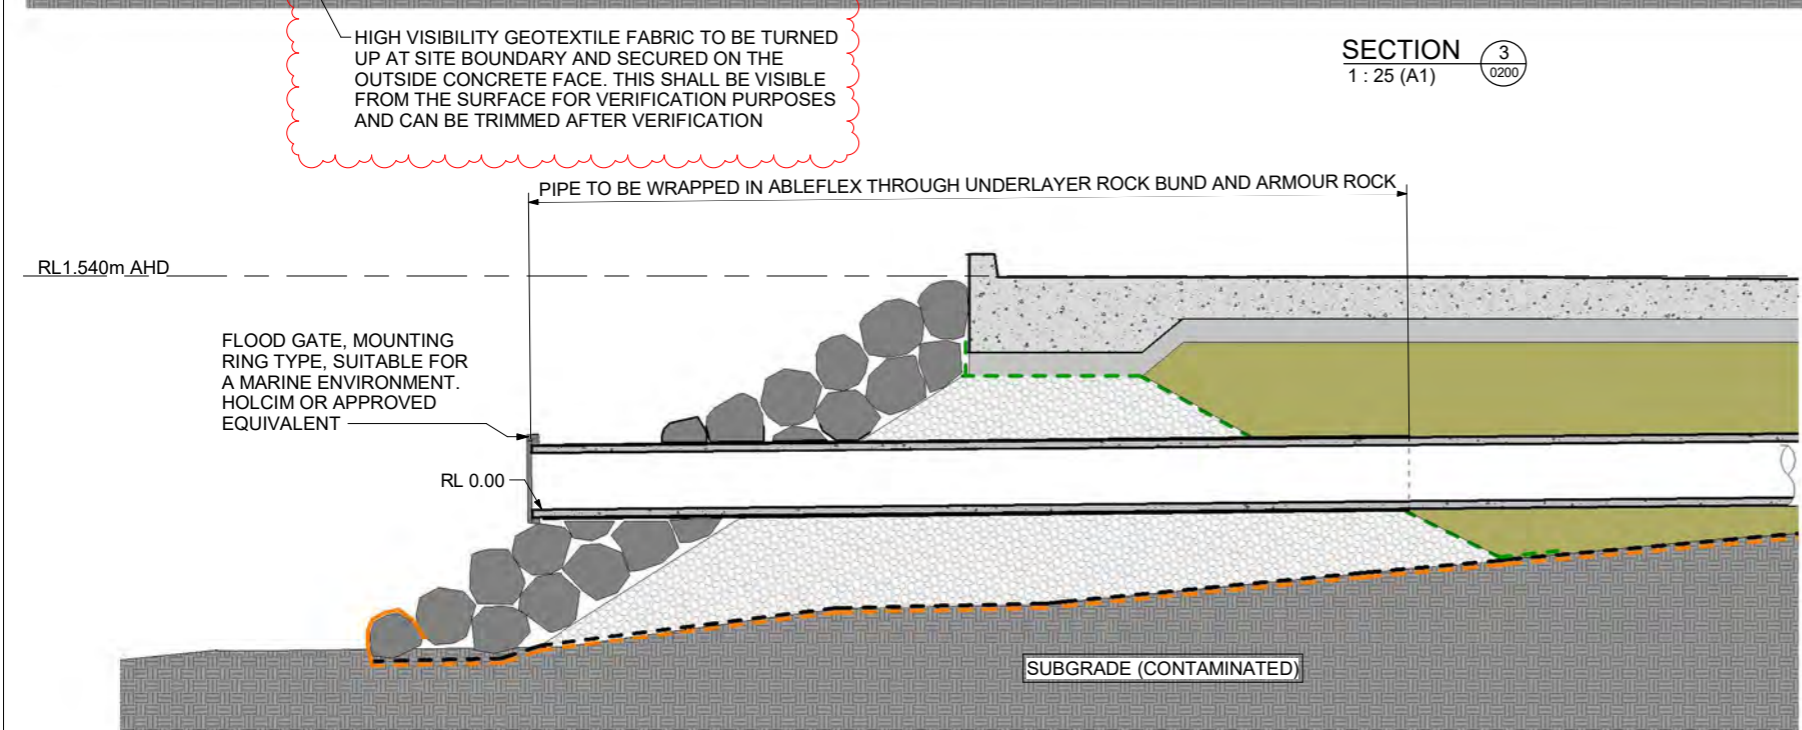 HIGH VISIBILITY GEOTEXTILE FABRIC TO BE TURNED
UP AT SITE BOUNDARY AND SECURED ON THE
OUTSIDE CONCRETE FACE. THIS SHALL BE VISIBLE
FROM THE SURFACE FOR VERIFICATION PURPOSES
AND CAN BE TRIMMED AFTER VERIFICATION
SECTION 3
1 : 25 (A1) 0200
PIPE TO BE WRAPPED IN ABLEFLEX THROUGH UNDERLAYER ROCK BUND AND ARMOUR ROCK
RL1.540m AHD
FLOOD GATE, MOUNTING
RING TYPE, SUITABLE FOR
A MARINE ENVIRONMENT.
HOLCIM OR APPROVED
EQUIVALENT
RL 0.00
SUBGRADE (CONTAMINATED)